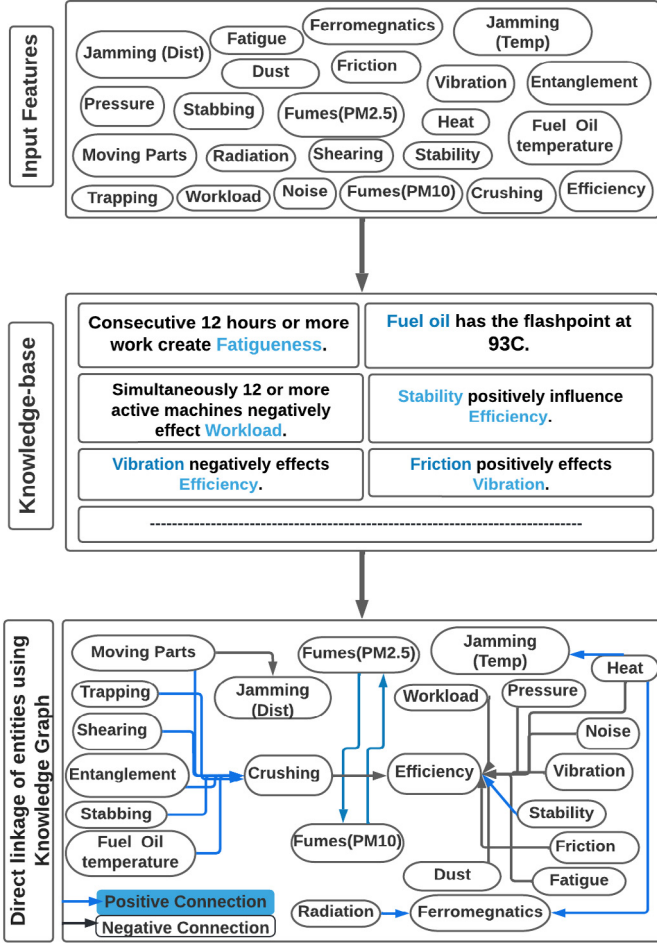 Input Features
Jamming (Dist)
Fatigue
Ferromegnatics
Jamming
(Temp)
Dust
Friction
Vibration
Entanglement
Pressure
Stabbing
Fumes(PM2.5)
Heat
Fuel Oil
temperature
Moving Parts
Radiation
Shearing
Stability
Trapping
Workload
Noise
Fumes(PM10)
Crushing
Efficiency
Knowledge-base
Consecutive 12 hours or more
work create Fatigueness.
Fuel oil has the flashpoint at
93C.
Simultaneously 12 or more
active machines negatively
effect Workload.
Stability positively influence
Efficiency.
Vibration negatively effects
Efficiency.
Friction positively effects
Vibration.
Direct linkage of entities using
Knowledge Graph
Moving Parts
Fumes(PM2.5)
Jamming
(Temp)
Heat
Trapping
Jamming
(Dist)
Workload
Pressure
Shearing
Noise
Entanglement
Crushing
Efficiency
Vibration
Stabbing
Stability
Fuel Oil
temperature
Fumes(PM10)
Friction
Dust
Fatigue
Positive Connection
Radiation
Ferromegnatics
Negative Connection